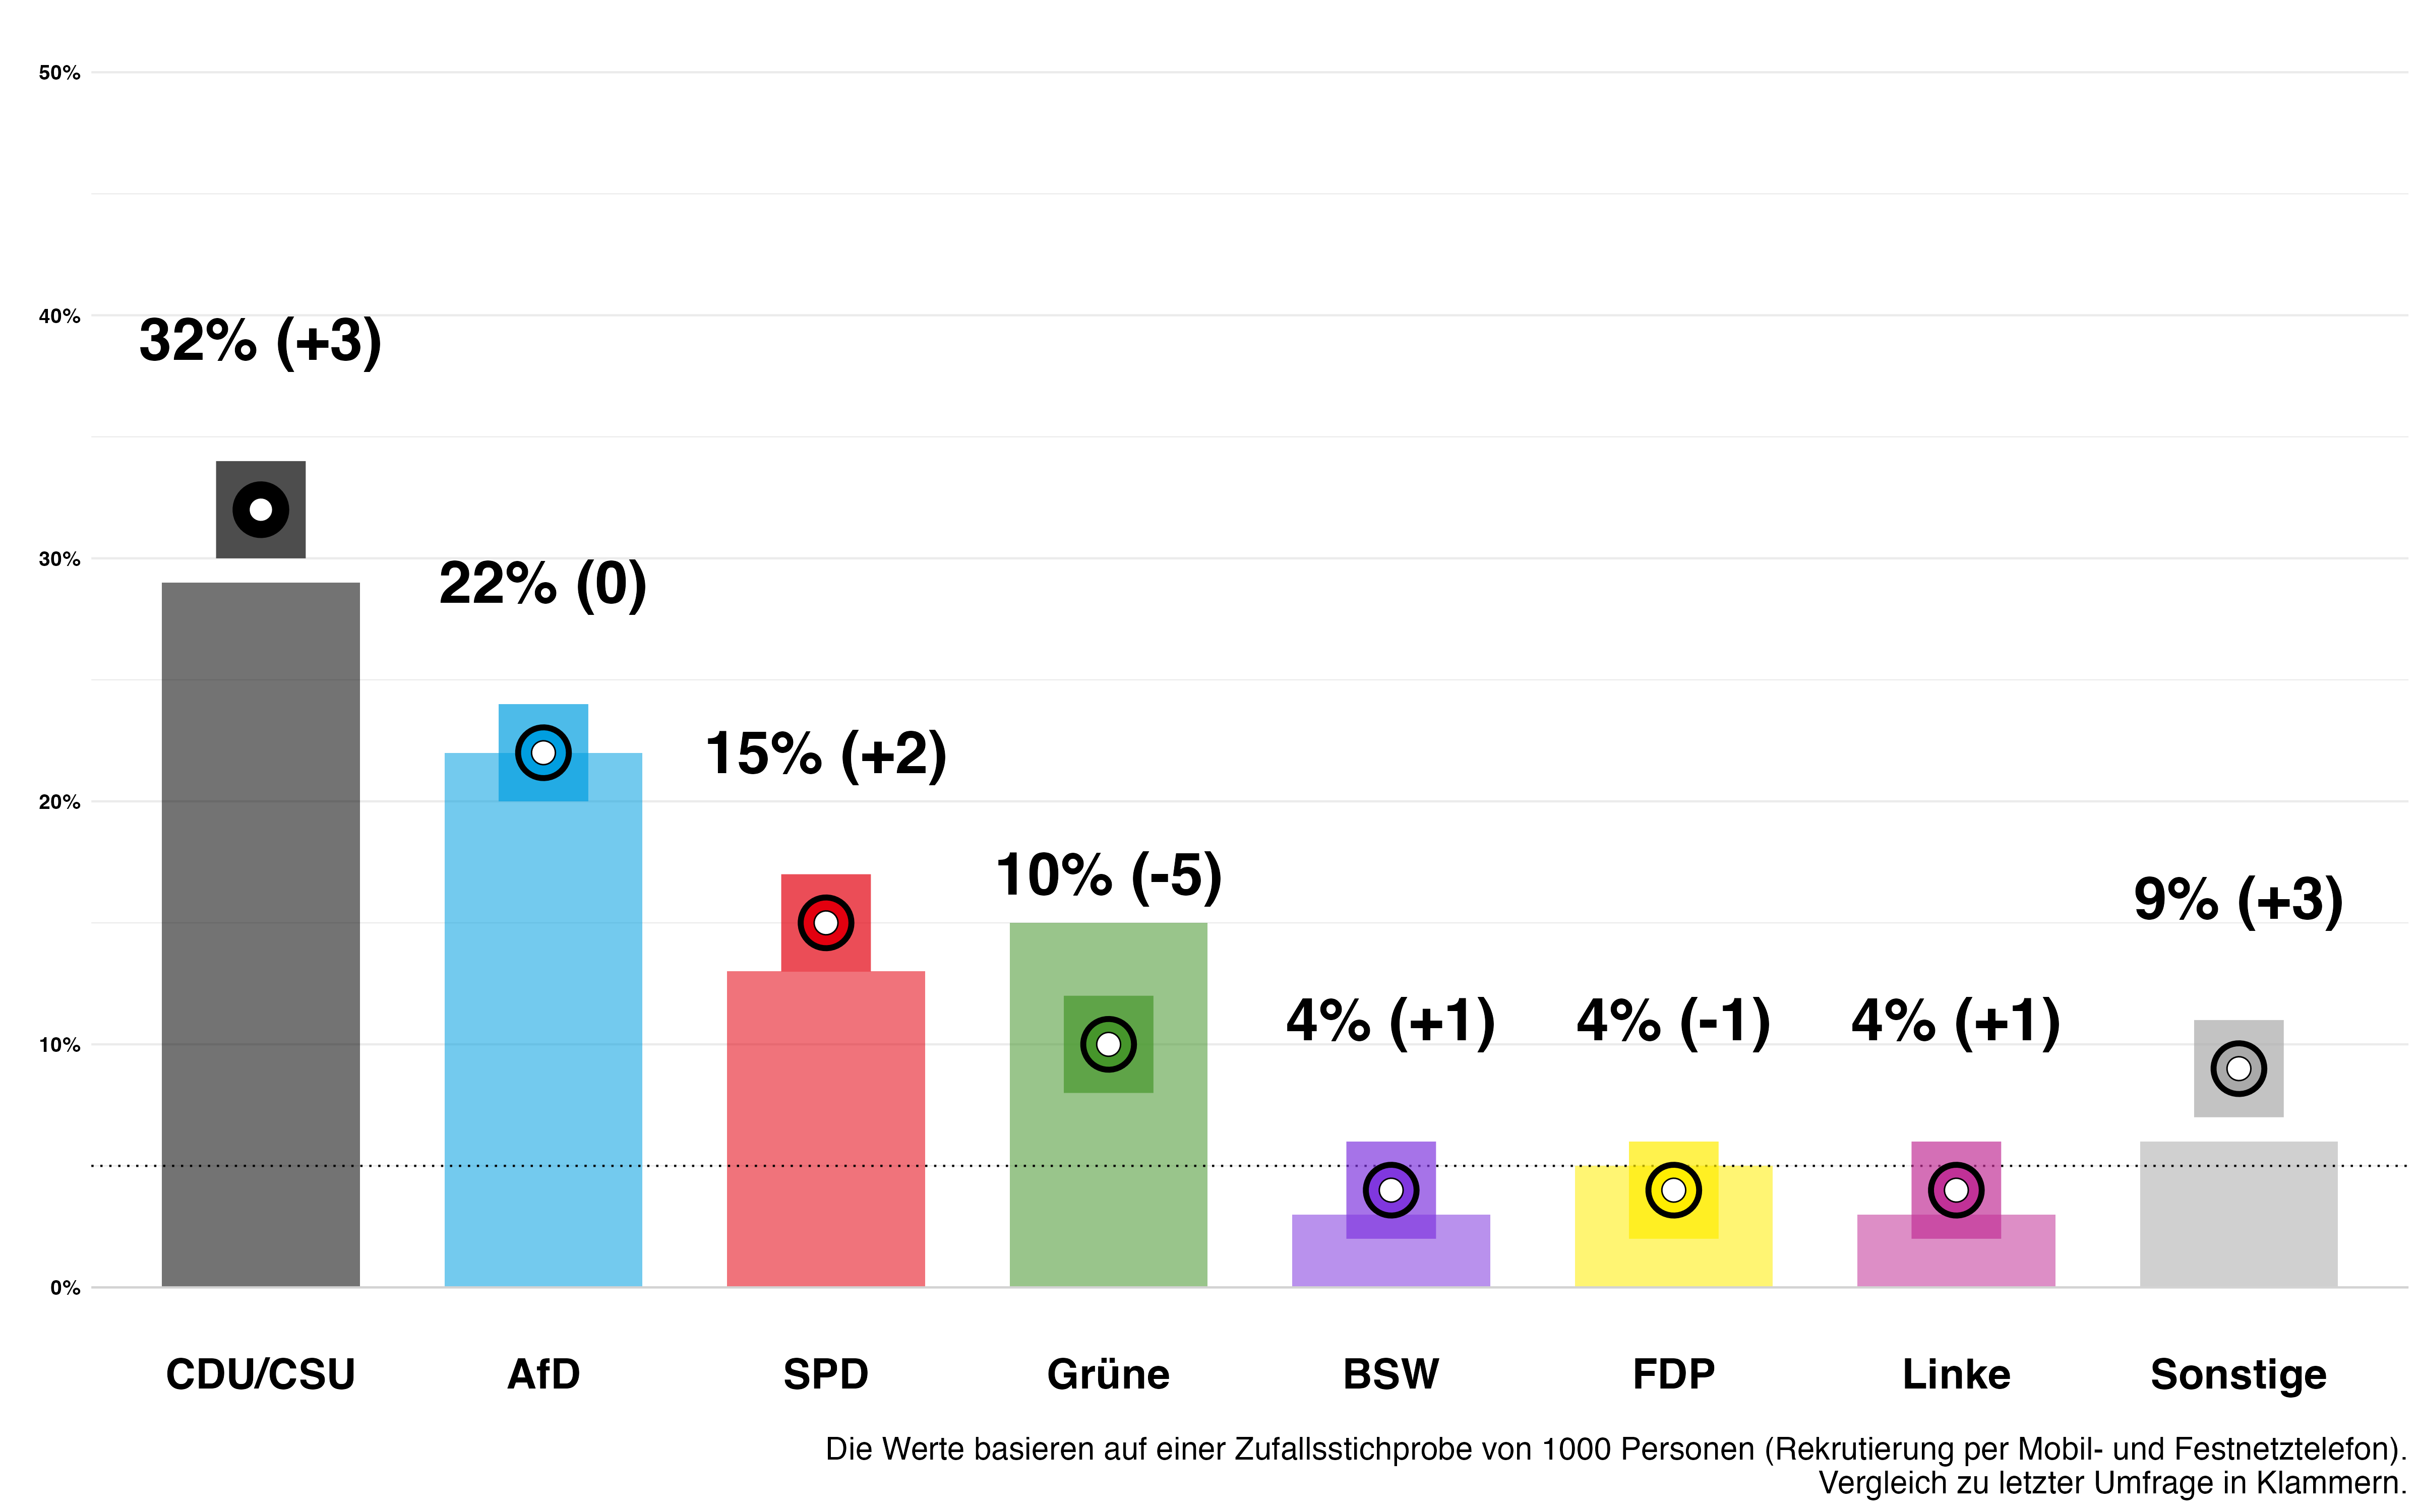 50%
40%
32% (+3)
30%
22% (0)
15% (+2)
20%
10% (-5)
9% (+3)
4% (+1)
4% (-1)
4% (+1)
10%
0%
CDU/CSU
AfD
SPD
Grüne
BSW
FDP
Linke
Sonstige
Die Werte basieren auf einer Zufallsstichprobe von 1000 Personen (Rekrutierung per Mobil- und Festnetztelefon).
Vergleich zu letzter Umfrage in Klammern.